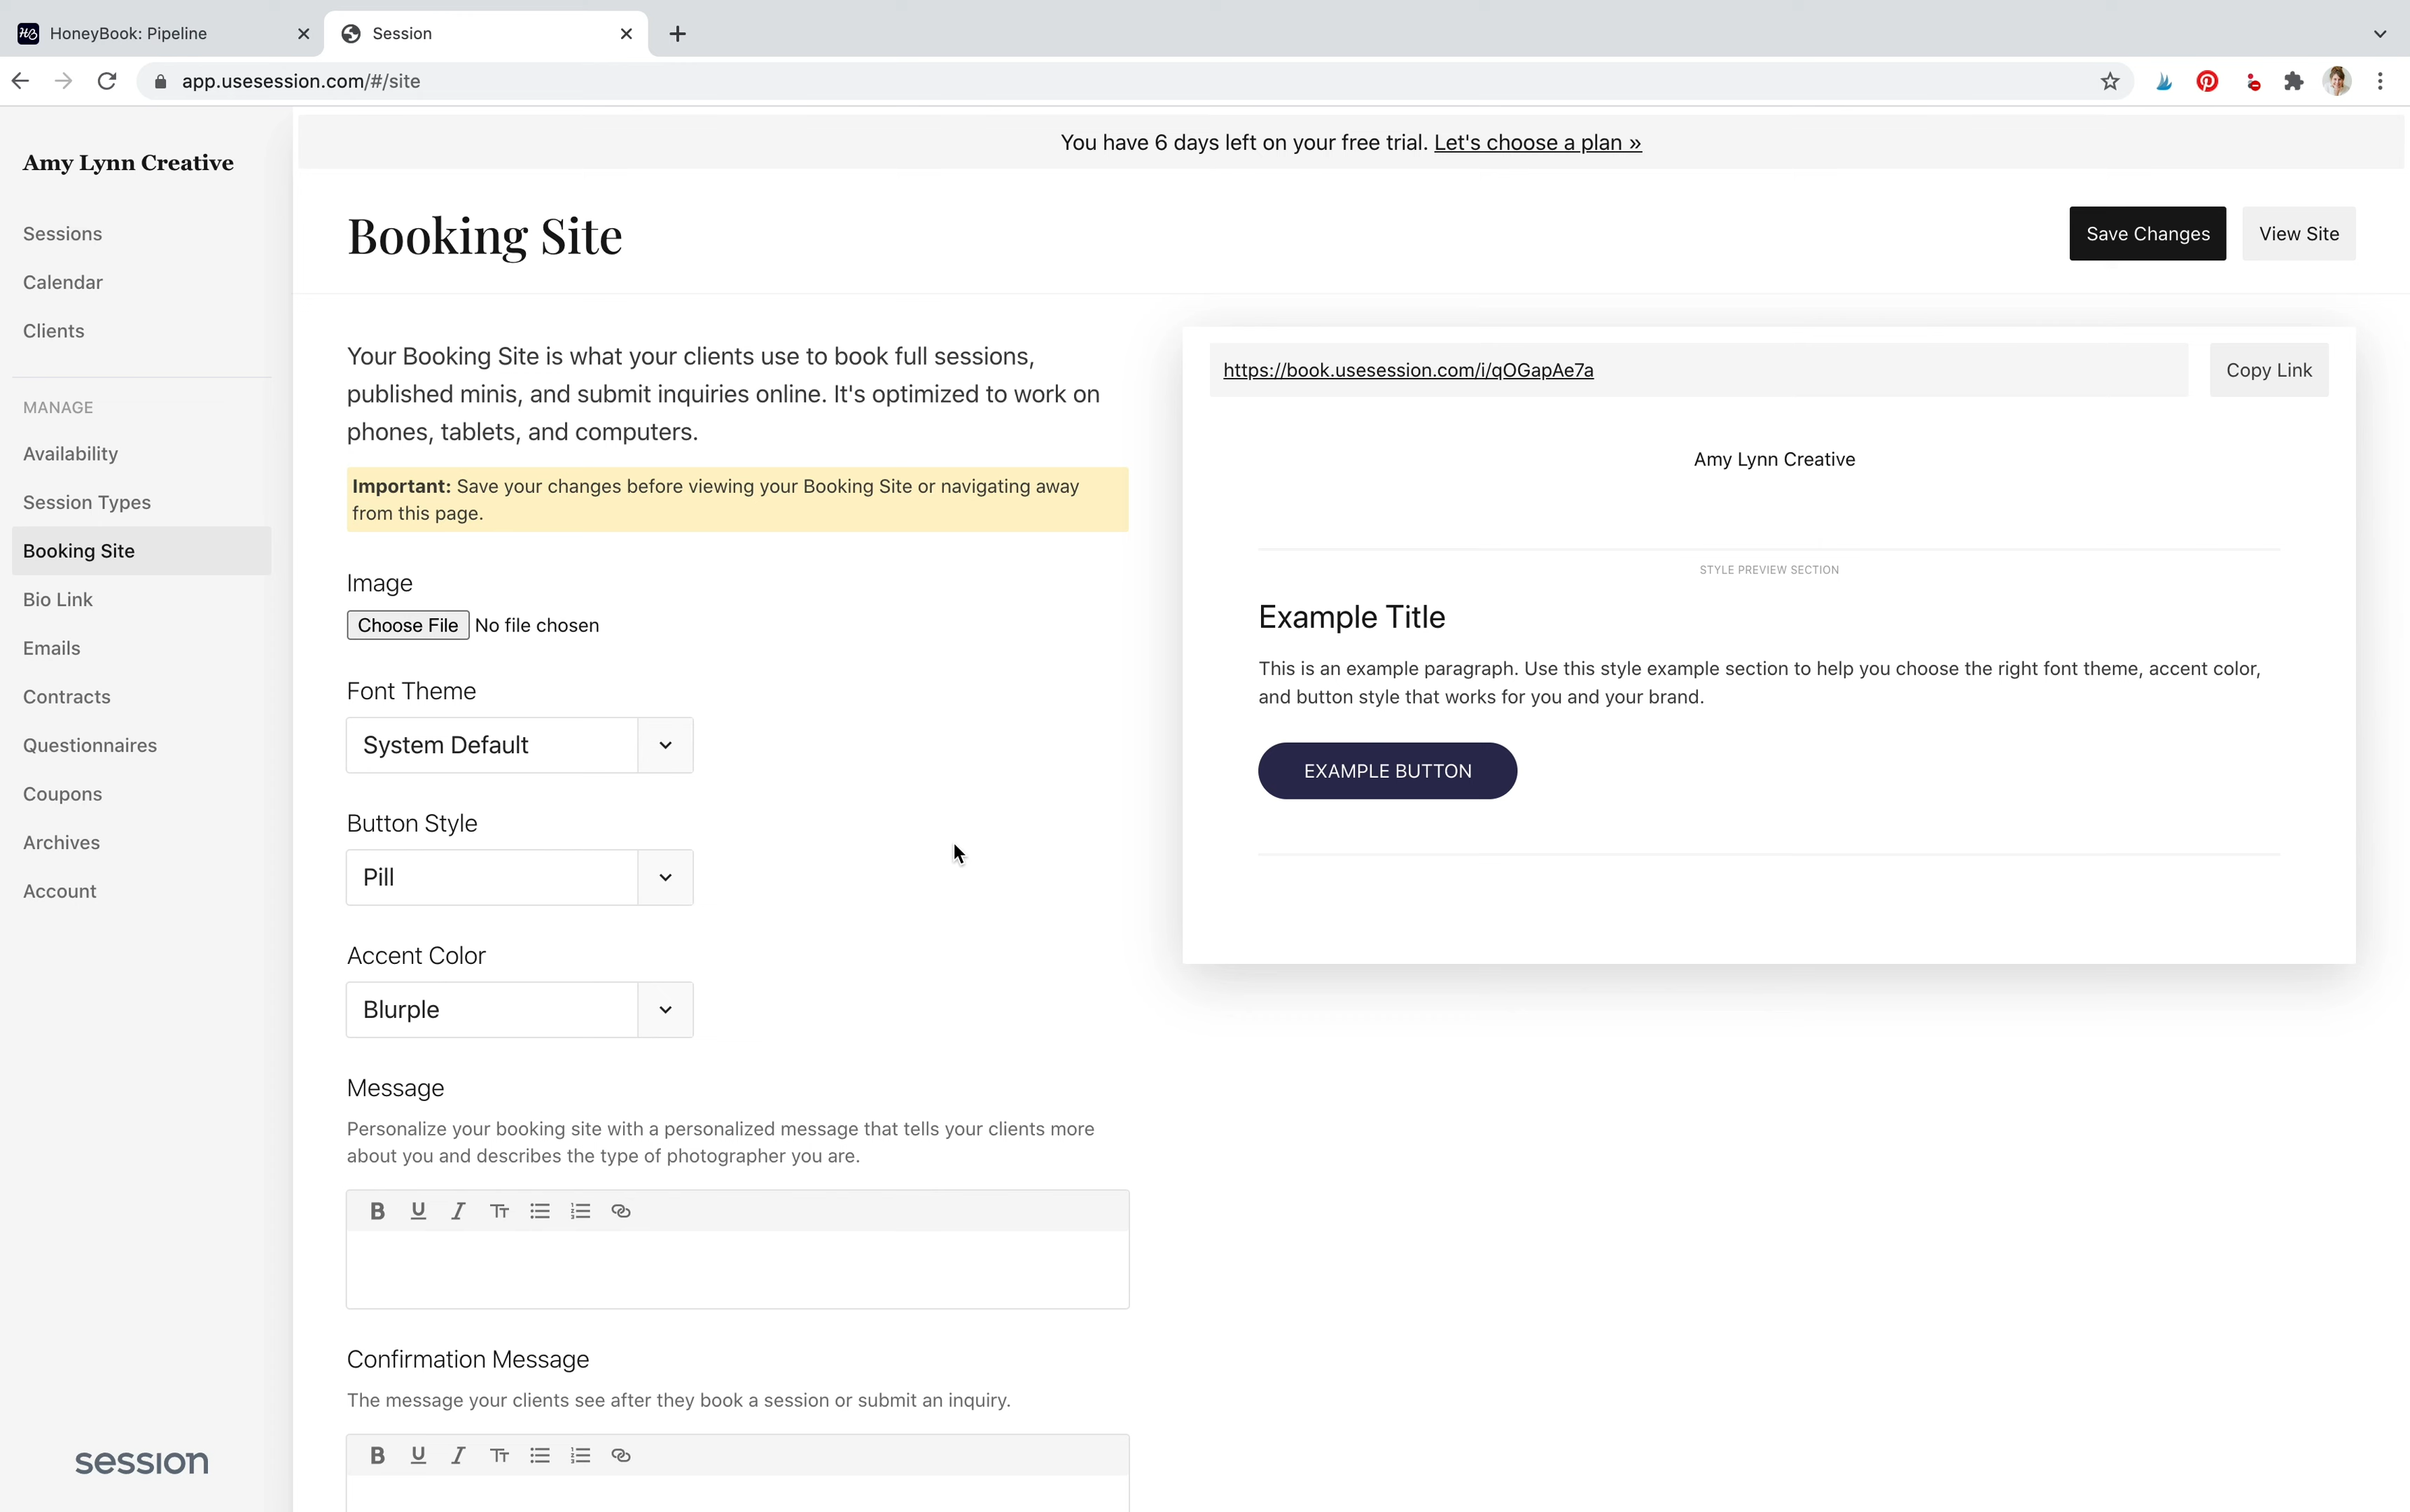 HoneyBook: Pipeline
Session
app.usesession.com/#/site
You have 6 days left on your free trial. Let's choose a plan »
Amy Lynn Creative
Sessions
Calendar
Clients
MANAGE
Availability
Session Types
Booking Site
Bio Link
Emails
Contracts
Questionnaires
Coupons
Archives
Account
session
Booking Site
Save Changes
View Site
Your Booking Site is what your clients use to book full sessions,
published minis, and submit inquiries online. It's optimized to work on
phones, tablets, and computers.
Important: Save your changes before viewing your Booking Site or navigating away
from this page.
Image
Choose File No file chosen
Font Theme
System Default
Button Style
Pill
Accent Color
Blurple
Message
Personalize your booking site with a personalized message that tells your clients more
about you and describes the type of photographer you are.
B U I TT
Confirmation Message
The message your clients see after they book a session or submit an inquiry.
B U I TT
https://book.usesession.com/i/qOGapAe7a
Copy Link
Amy Lynn Creative
STYLE PREVIEW SECTION
Example Title
This is an example paragraph. Use this style example section to help you choose the right font theme, accent color,
and button style that works for you and your brand.
EXAMPLE BUTTON